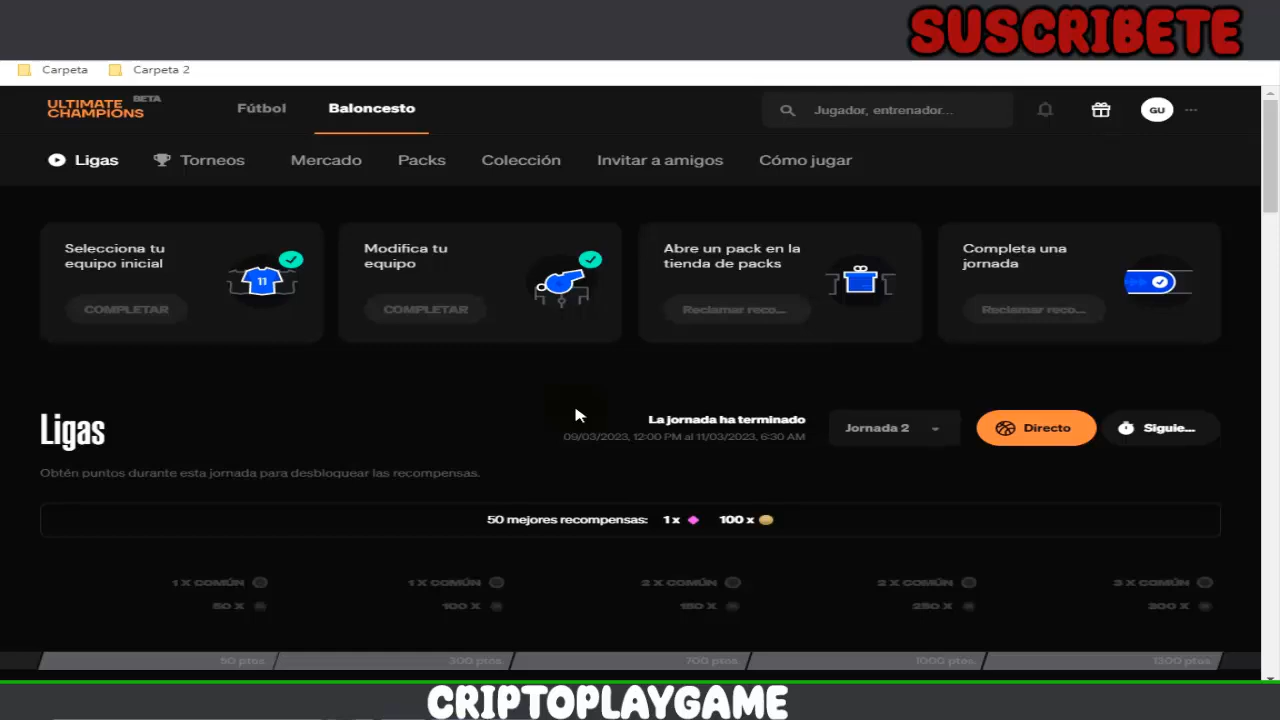 SUSCRIBETE
Carpeta
Carpeta 2
ULTIMATE CHAMPIONS BETA
Fútbol
Baloncesto
Jugador, entrenador...
GU
Ligas
Torneos
Mercado
Packs
Colección
Invitar a amigos
Cómo jugar
Selecciona tu
equipo inicial
11
COMPLETAR
Modifica tu
equipo
COMPLETAR
Abre un pack en la
tienda de packs
Reclamar reco...
Completa una
jornada
Reclamar reco...
Ligas
La jornada ha terminado
09/03/2023, 12:00 PM al 11/03/2023, 6:30 AM
Jornada 2
Directo
Siguie...
Obtén puntos durante esta jornada para desbloquear las recompensas.
50 mejores recompensas: 1 x 100 x
1 X COMÚN 1 X COMÚN 2 X COMÚN 2 X COMÚN 3 X COMÚN
50 X 100 X 150 X 250 X 300 X
50 ptos. 300 ptos. 700 ptos. 1000 ptos. 1300 ptos.
CRIPTOPLAYGAME